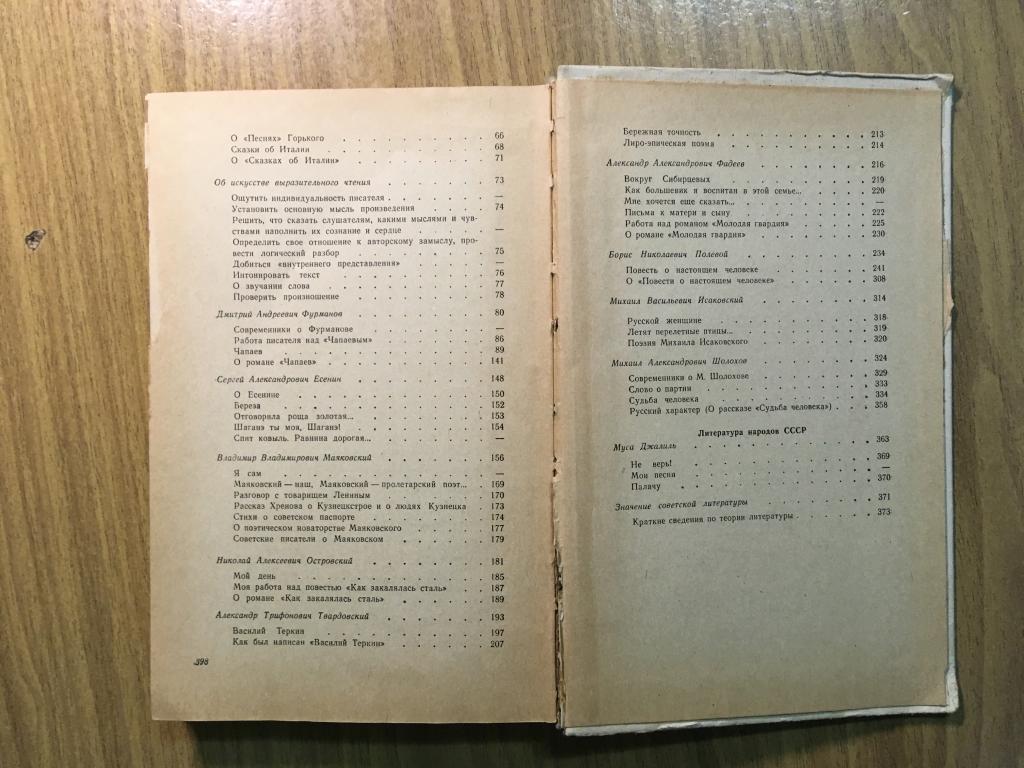 О «Песнях» Горького . . . . . . . . . . 66
Сказки об Италии . . . . . . . . . . 68
О «Сказках об Италии» . . . . . . . . . 71
Об искусстве выразительного чтения . . . . . . . 73
Ощутить индивидуальность писателя . . . . . . . —
Установить основную мысль произведения . . . . . 74
Решить, что сказать слушателям, какими мыслями и чув-
ствами наполнить их сознание и сердце . . . . . —
Определить свое отношение к авторскому замыслу, про-
вести логический разбор . . . . . . . . 75
Добиться «внутреннего представления» . . . . . —
Интонировать текст . . . . . . . . . 76
О звучании слова . . . . . . . . . 77
Проверить произношение . . . . . . . . 78
Дмитрий Андреевич Фурманов . . . . . . . . 80
Современники о Фурманове . . . . . . . . —
Работа писателя над «Чапаевым» . . . . . . . 86
Чапаев . . . . . . . . . . . 89
О романе «Чапаев» . . . . . . . . . 141
Сергей Александрович Есенин . . . . . . . . 148
О Есенине . . . . . . . . . . . 150
Береза . . . . . . . . . . . 152
Отговорила роща золотая... . . . . . . . . 153
Шаганэ ты моя, Шаганэ! . . . . . . . . 154
Спит ковыль. Равнина дорогая... . . . . . . . —
Владимир Владимирович Маяковский . . . . . . . 156
Я сам . . . . . . . . . . . —
Маяковский — наш, Маяковский — пролетарский поэт... . . 169
Разговор с товарищем Лениным . . . . . . . 170
Рассказ Хренова о Кузнецкстрое и о людях Кузнецка . . 173
Стихи о советском паспорте . . . . . . . 174
О поэтическом новаторстве Маяковского . . . . . 177
Советские писатели о Маяковском . . . . . . 179
Николай Алексеевич Островский . . . . . . . 181
Мой день . . . . . . . . . . . 185
Моя работа над повестью «Как закалялась сталь» . . . 187
О романе «Как закалялась сталь» . . . . . . 189
Александр Трифонович Твардовский . . . . . . . 193
Василий Теркин . . . . . . . . . . 197
Как был написан «Василий Теркин» . . . . . . 207
398
Бережная точность . . . . . . . . . 213
Лиро-эпическая поэма . . . . . . . . 214
Александр Александрович Фадеев . . . . . . . 216
Вокруг Сибирцевых . . . . . . . . . 219
Как большевик я воспитан в этой семье... . . . . . 220
Мне хочется еще сказать... . . . . . . . . —
Письма к матери и сыну . . . . . . . . 222
Работа над романом «Молодая гвардия» . . . . . 225
О романе «Молодая гвардия» . . . . . . . 230
Борис Николаевич Полевой . . . . . . . . 234
Повесть о настоящем человеке . . . . . . . 241
О «Повести о настоящем человеке» . . . . . . 308
Михаил Васильевич Исаковский . . . . . . . 314
Русской женщине . . . . . . . . . 318
Летят перелетные птицы... . . . . . . . . 319
Поэзия Михаила Исаковского . . . . . . . 320
Михаил Александрович Шолохов . . . . . . . 324
Современники о М. Шолохове . . . . . . . 329
Слово о партии . . . . . . . . . . 333
Судьба человека . . . . . . . . . . 334
Русский характер (О рассказе «Судьба человека») . . . 358
Литература народов СССР
Муса Джалиль . . . . . . . . . . 363
Не верь! . . . . . . . . . . 369
Мои песни . . . . . . . . . . —
Палачу . . . . . . . . . . 370
Значение советской литературы . . . . . . . 371
Краткие сведения по теории литературы . . . . . 373